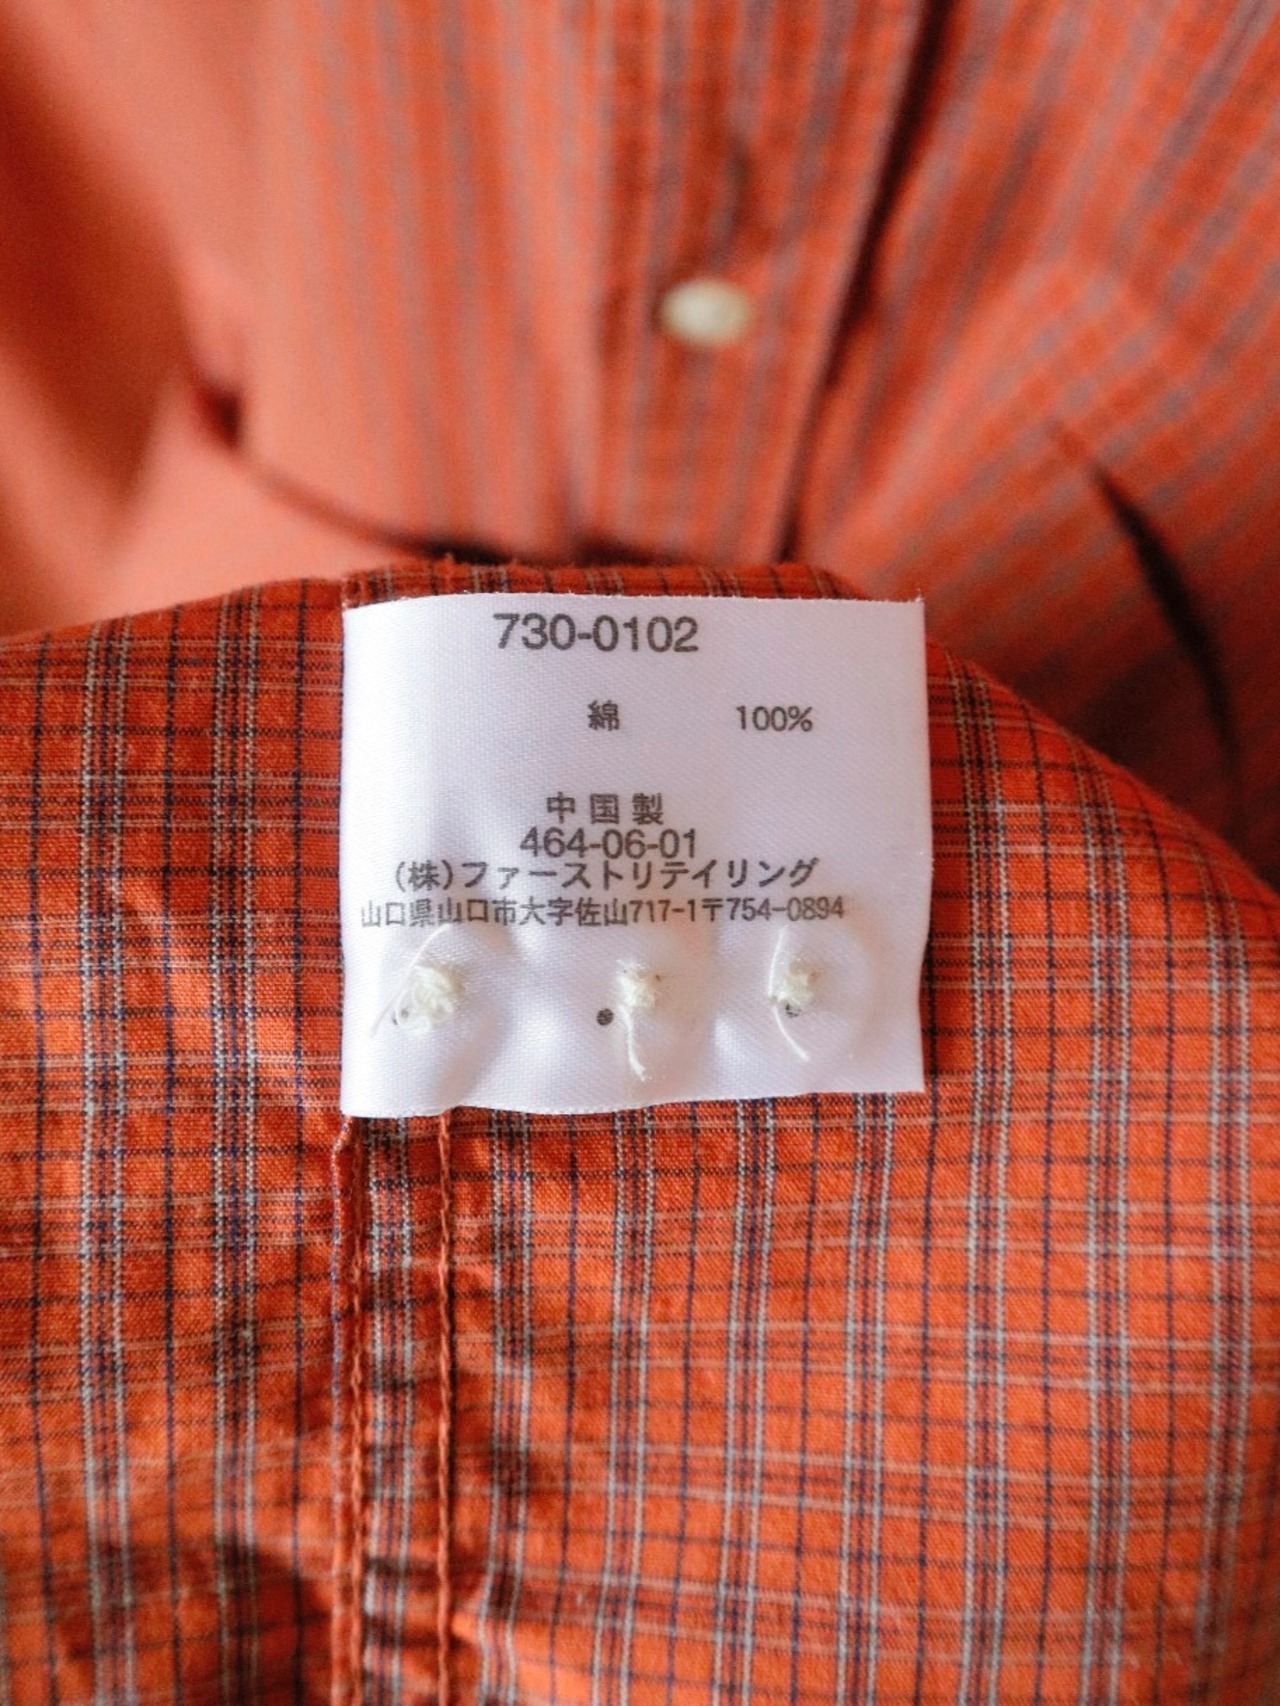 730-0102
綿 100%
中国製
464-06-01
(株)ファーストリテイリング
山口県山口市大字佐山717-1〒754-0894